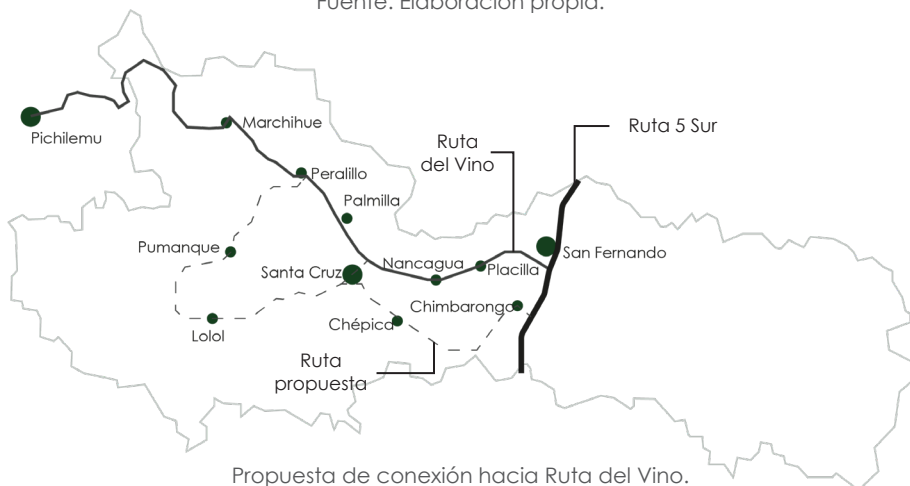 Fuente: Elaboración propia.
Pichilemu
Marchihue
Peralillo
Palmilla
Ruta
del Vino
Ruta 5 Sur
Pumanque
Santa Cruz
Nancagua
Placilla
San Fernando
Lolol
Chépica
Chimbarongo
Ruta
propuesta
Propuesta de conexión hacia Ruta del Vino.